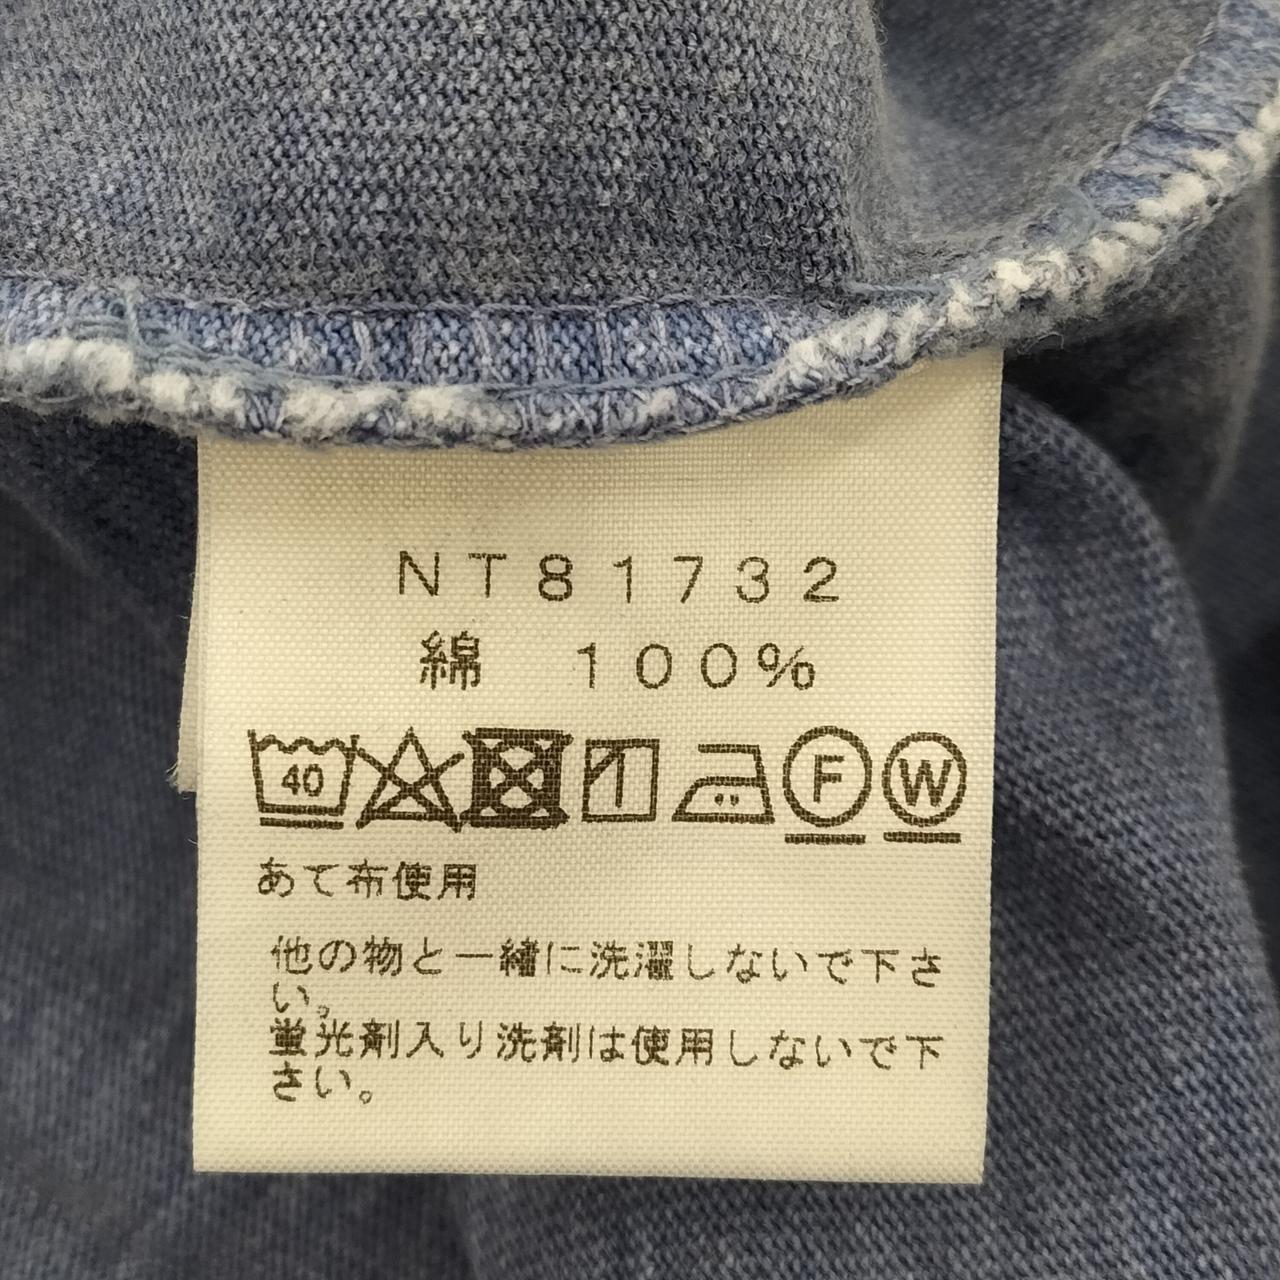 NT81732
綿 100%
40 F W
あて布使用
他の物と一緒に洗濯しないで下さ
い。
蛍光剤入り洗剤は使用しないで下
さい。